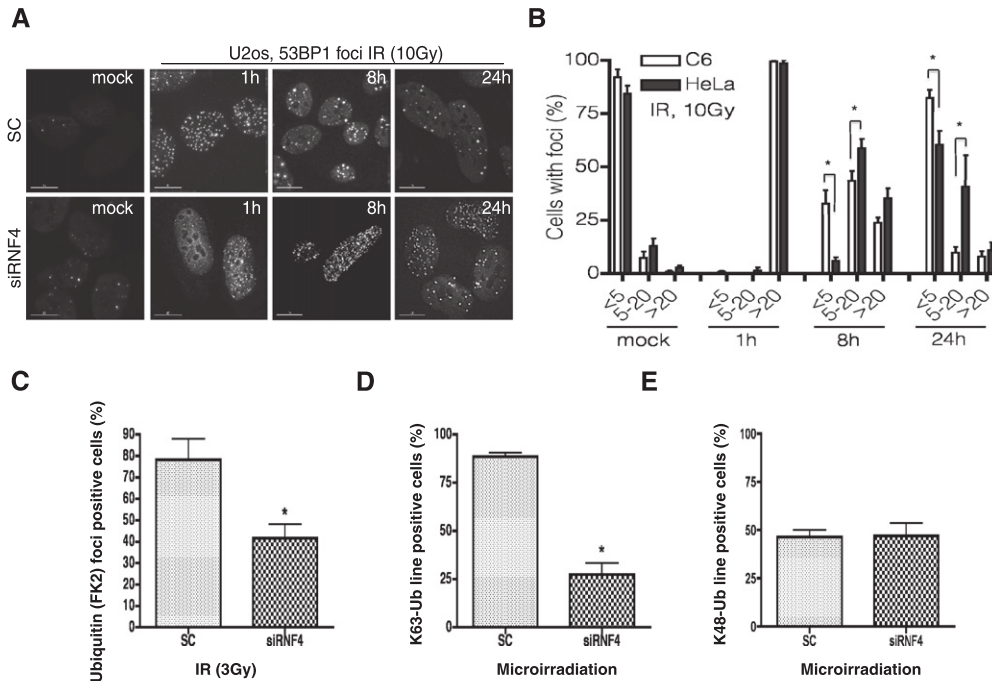 A
U2os, 53BP1 foci IR (10Gy)
mock
1h
8h
24h
SC
mock
1h
8h
24h
siRNF4
B
Cells with foci (%)
100
75
50
25
0
C6
HeLa
IR, 10Gy
*
*
*
*
<5
5-20
>20
<5
5-20
>20
<5
5-20
>20
<5
5-20
>20
mock
1h
8h
24h
C
Ubiquitin (FK2) foci positive cells (%)
90
80
70
60
50
40
30
20
10
0
*
SC
siRNF4
IR (3Gy)
D
K63-Ub line positive cells (%)
100
75
50
25
0
*
SC
siRNF4
Microirradiation
E
K48-Ub line positive cells (%)
100
75
50
25
0
SC
siRNF4
Microirradiation